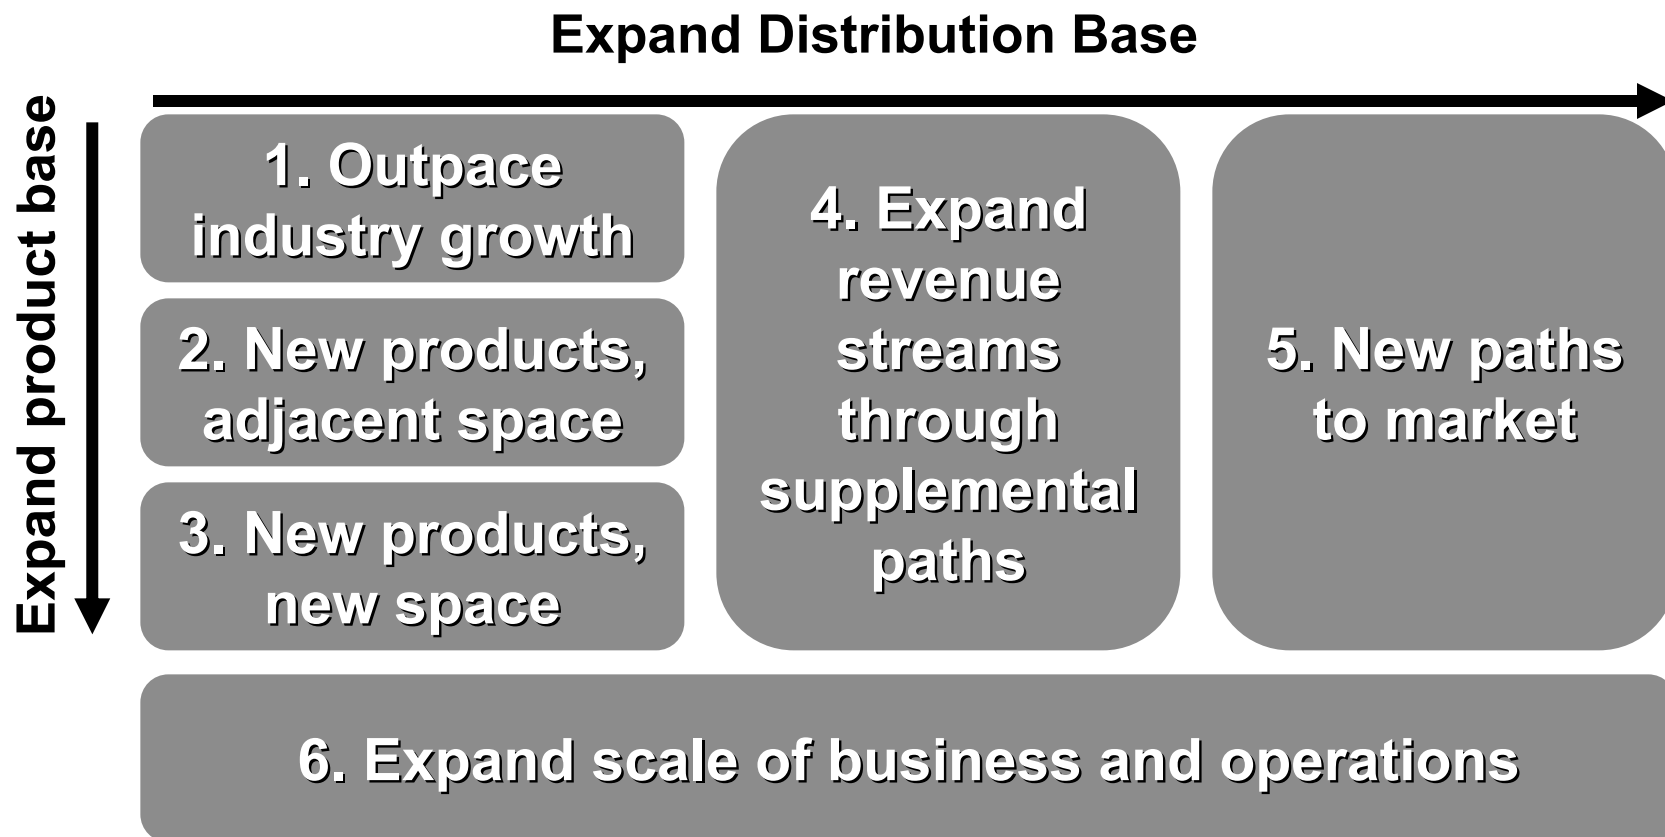 Expand Distribution Base
Expand product base
1. Outpace
industry growth
2. New products,
adjacent space
3. New products,
new space
4. Expand
revenue
streams
through
supplemental
paths
5. New paths
to market
6. Expand scale of business and operations